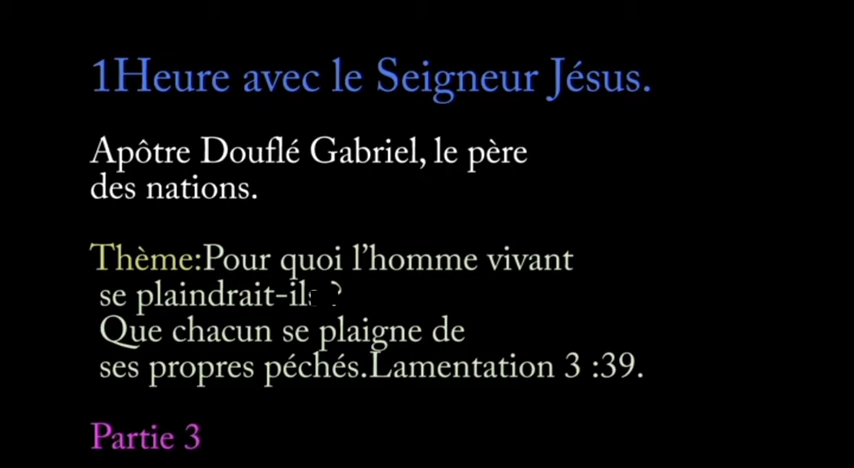 1Heure avec le Seigneur Jésus.
Apôtre Douflé Gabriel, le père
des nations.
Thème:Pour quoi l'homme vivant
se plaindrait-ils ?
Que chacun se plaigne de
ses propres péchés.Lamentation 3 :39.
Partie 3